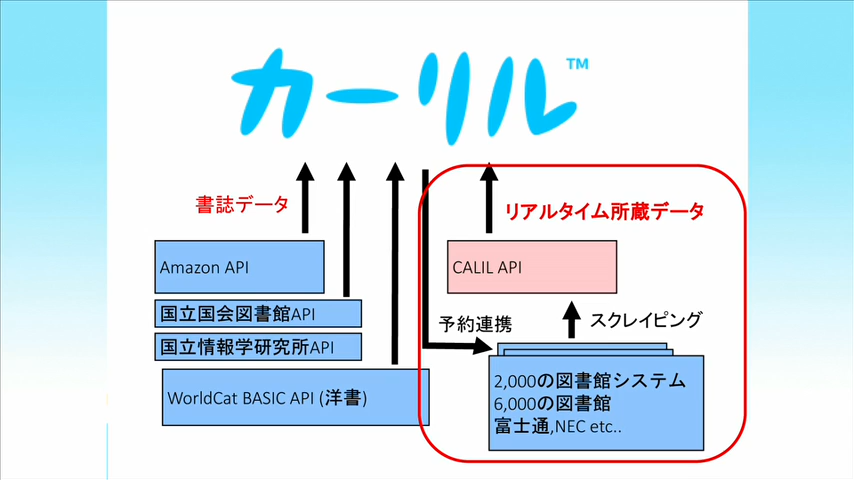 カーリル™
書誌データ
リアルタイム所蔵データ
Amazon API
CALIL API
国立国会図書館API
予約連携
スクレイピング
国立情報学研究所API
WorldCat BASIC API (洋書)
2,000の図書館システム
6,000の図書館
富士通,NEC etc..